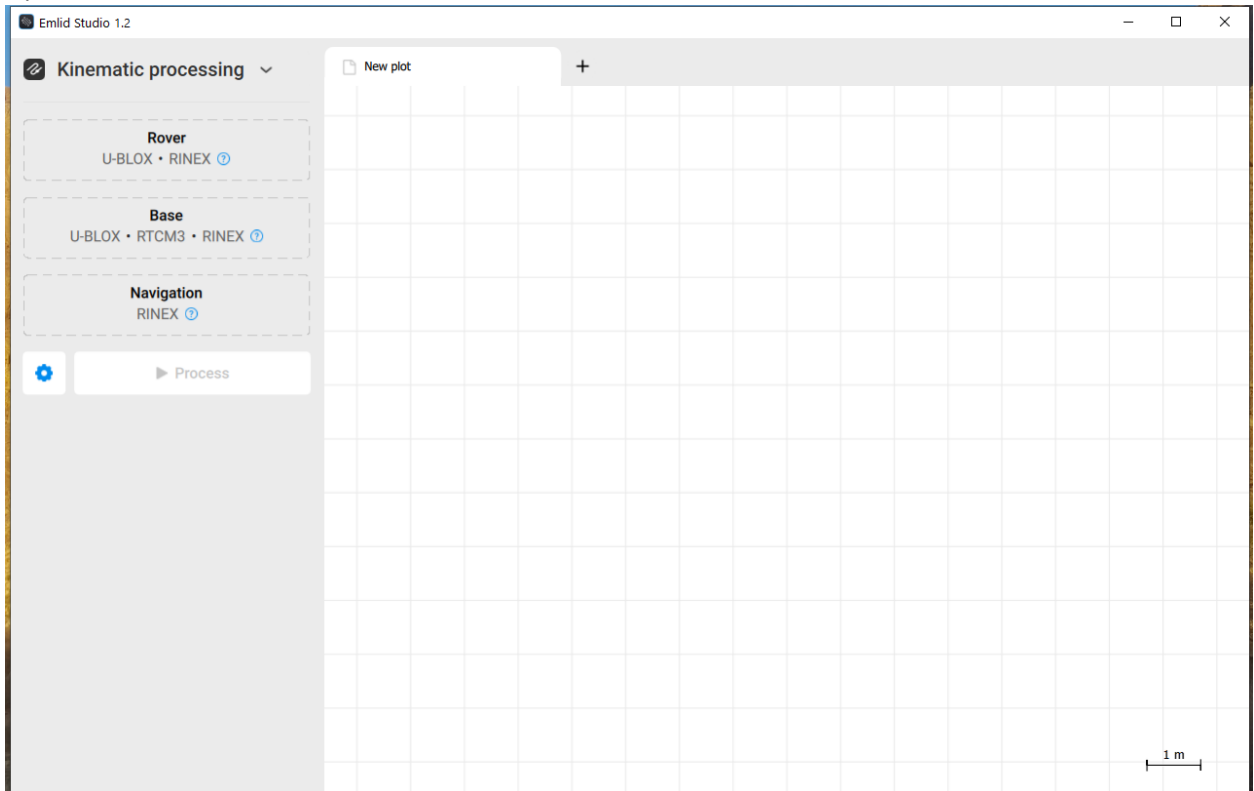 Emlid Studio 1.2
Kinematic processing
New plot
Rover
U-BLOX • RINEX
Base
U-BLOX • RTCM3 • RINEX
Navigation
RINEX
Process
1 m